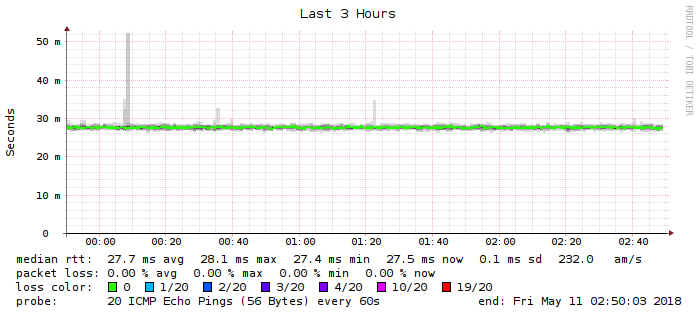 Last 3 Hours
RRDTOOL / TOBI OETIKER
Seconds
50 m
40 m
30 m
20 m
10 m
0
00:00 00:20 00:40 01:00 01:20 01:40 02:00 02:20 02:40
median rtt: 27.7 ms avg 28.1 ms max 27.4 ms min 27.5 ms now 0.1 ms sd 232.0 am/s
packet loss: 0.00 % avg 0.00 % max 0.00 % min 0.00 % now
loss color: 0 1/20 2/20 3/20 4/20 10/20 19/20
probe: 20 ICMP Echo Pings (56 Bytes) every 60s end: Fri May 11 02:50:03 2018